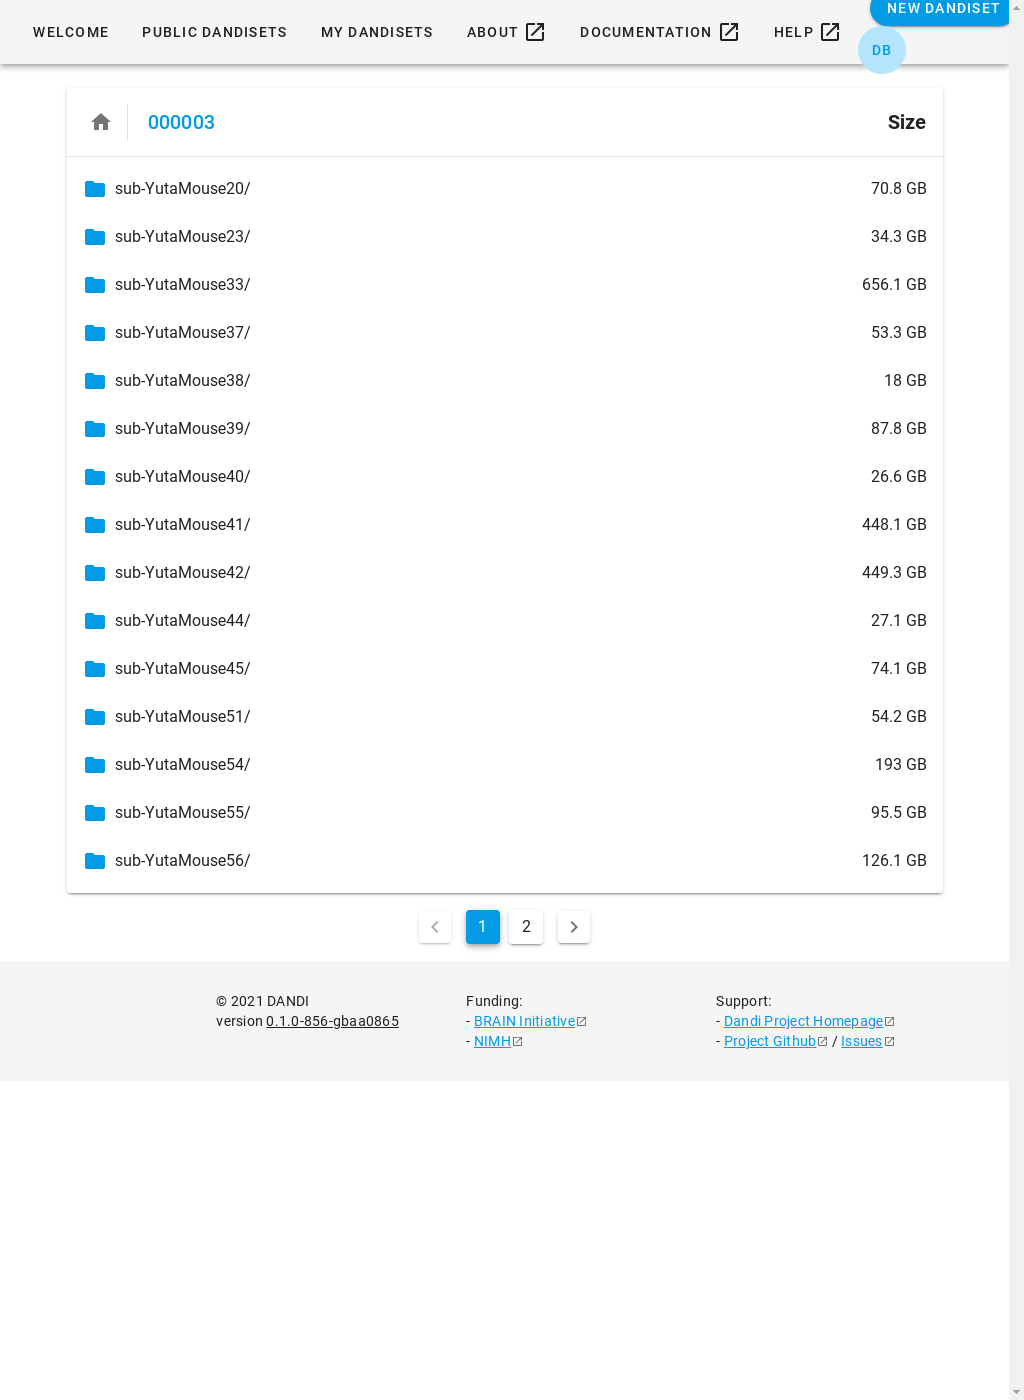 WELCOME PUBLIC DANDISETS MY DANDISETS ABOUT DOCUMENTATION HELP NEW DANDISET
DB
000003 Size
sub-YutaMouse20/ 70.8 GB
sub-YutaMouse23/ 34.3 GB
sub-YutaMouse33/ 656.1 GB
sub-YutaMouse37/ 53.3 GB
sub-YutaMouse38/ 18 GB
sub-YutaMouse39/ 87.8 GB
sub-YutaMouse40/ 26.6 GB
sub-YutaMouse41/ 448.1 GB
sub-YutaMouse42/ 449.3 GB
sub-YutaMouse44/ 27.1 GB
sub-YutaMouse45/ 74.1 GB
sub-YutaMouse51/ 54.2 GB
sub-YutaMouse54/ 193 GB
sub-YutaMouse55/ 95.5 GB
sub-YutaMouse56/ 126.1 GB
1 2
© 2021 DANDI
version 0.1.0-856-gbaa0865
Funding:
- BRAIN Initiative
- NIMH
Support:
- Dandi Project Homepage
- Project Github / Issues